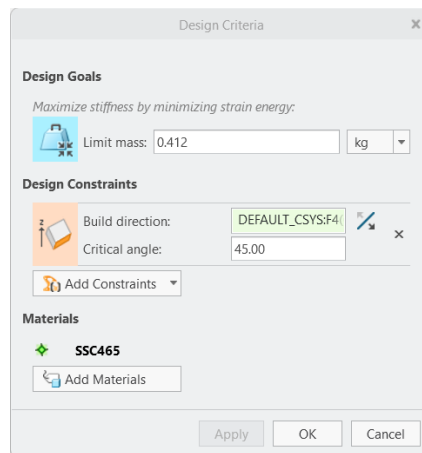 Design Criteria
Design Goals
Maximize stiffness by minimizing strain energy:
Limit mass: 0.412 kg
Design Constraints
z
Build direction: DEFAULT_CSYS:F4(
Critical angle: 45.00
Add Constraints
Materials
SSC465
Add Materials
Apply OK Cancel